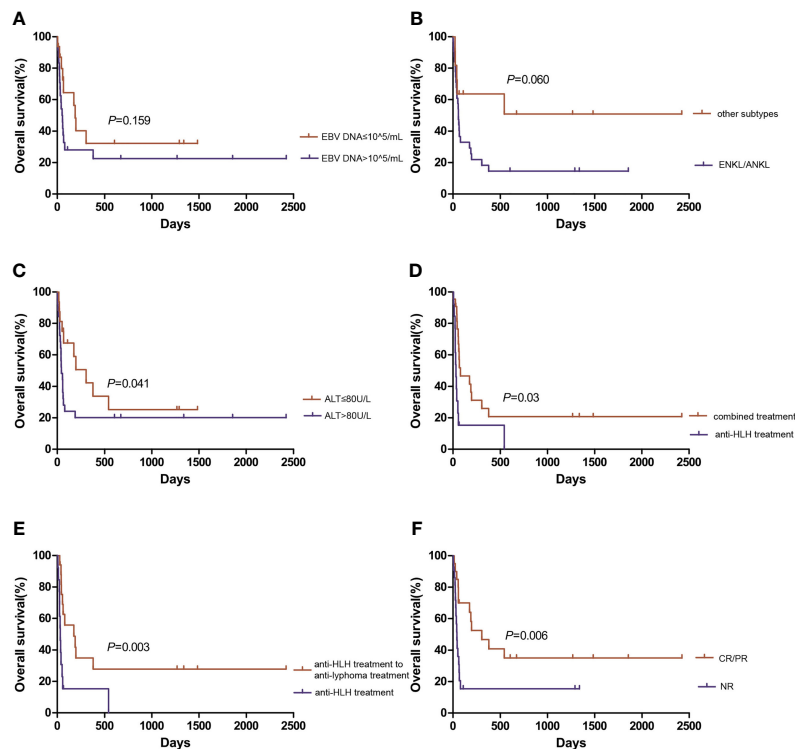 A
Overall survival(%)
100
80
60
40
20
0
P=0.159
EBV DNA≤10^5/mL
EBV DNA>10^5/mL
0 500 1000 1500 2000 2500
Days
B
Overall survival(%)
100
80
60
40
20
0
P=0.060
other subtypes
ENKL/ANKL
0 500 1000 1500 2000 2500
Days
C
Overall survival(%)
100
80
60
40
20
0
P=0.041
ALT≤80U/L
ALT>80U/L
0 500 1000 1500 2000 2500
Days
D
Overall survival(%)
100
80
60
40
20
0
P=0.03
combined treatment
anti-HLH treatment
0 500 1000 1500 2000 2500
Days
E
Overall survival(%)
100
80
60
40
20
0
P=0.003
anti-HLH treatment to
anti-lyphoma treatment
anti-HLH treatment
0 500 1000 1500 2000 2500
Days
F
Overall survival(%)
100
80
60
40
20
0
P=0.006
CR/PR
NR
0 500 1000 1500 2000 2500
Days